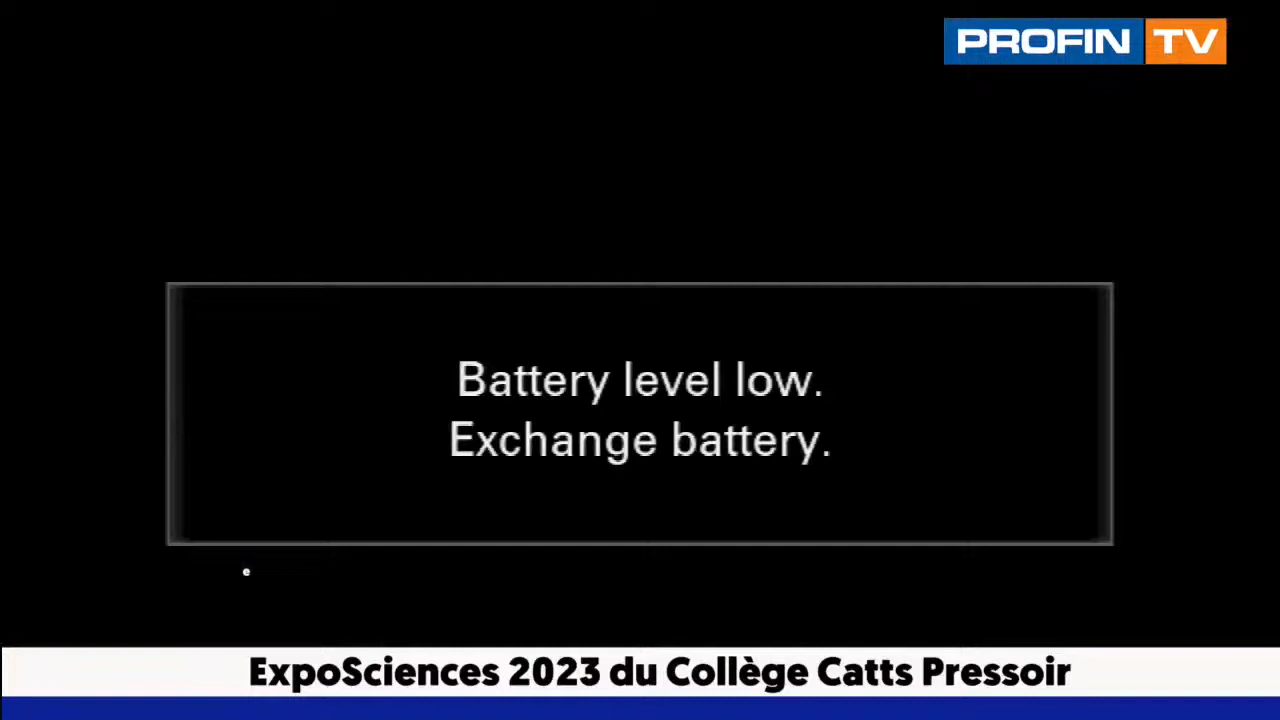 PROFIN TV
Battery level low.
Exchange battery.
e
ExpoSciences 2023 du Collège Catts Pressoir